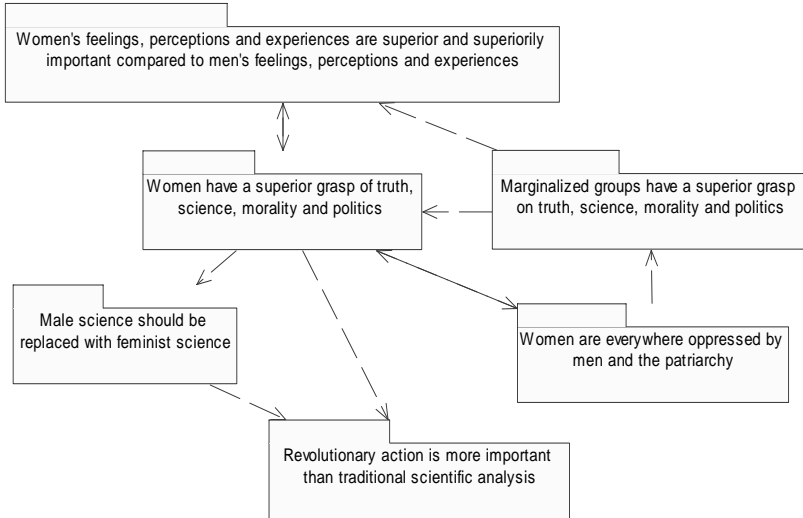 Women's feelings, perceptions and experiences are superior and superiorily
important compared to men's feelings, perceptions and experiences
Women have a superior grasp of truth,
science, morality and politics
Marginalized groups have a superior grasp
on truth, science, morality and politics
Male science should be
replaced with feminist science
Women are everywhere oppressed by
men and the patriarchy
Revolutionary action is more important
than traditional scientific analysis